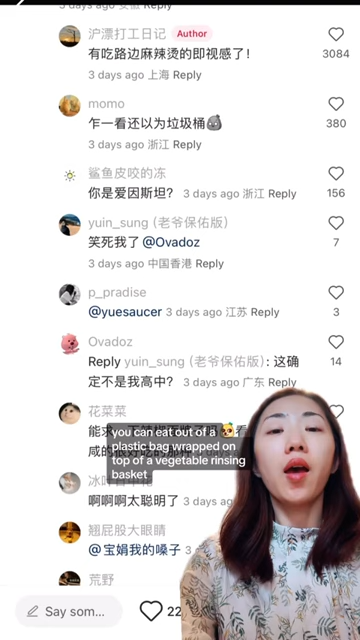 沪漂打工日记 Author
有吃路边麻辣烫的即视感了！
3 days ago 上海 Reply
3084
momo
乍一看还以为垃圾桶
3 days ago 浙江 Reply
380
鲨鱼皮咬的冻
你是爱因斯坦？ 3 days ago 浙江 Reply
156
yuin_sung (老爷保佑版)
笑死我了 @Ovadoz
3 days ago 中国香港 Reply
7
p_pradise
@yuesaucer 3 days ago 江苏 Reply
3
Ovadoz
Reply yuin_sung (老爷保佑版)：这确
定不是我高中？ 3 days ago 广东 Reply
14
花菜菜
you can eat out of a
plastic bag wrapped on
top of a vegetable rinsing
basket
啊啊啊太聪明了 3 days
翘屁股大眼睛
@宝娟我的嗓子 3
荒野
Say som...
22